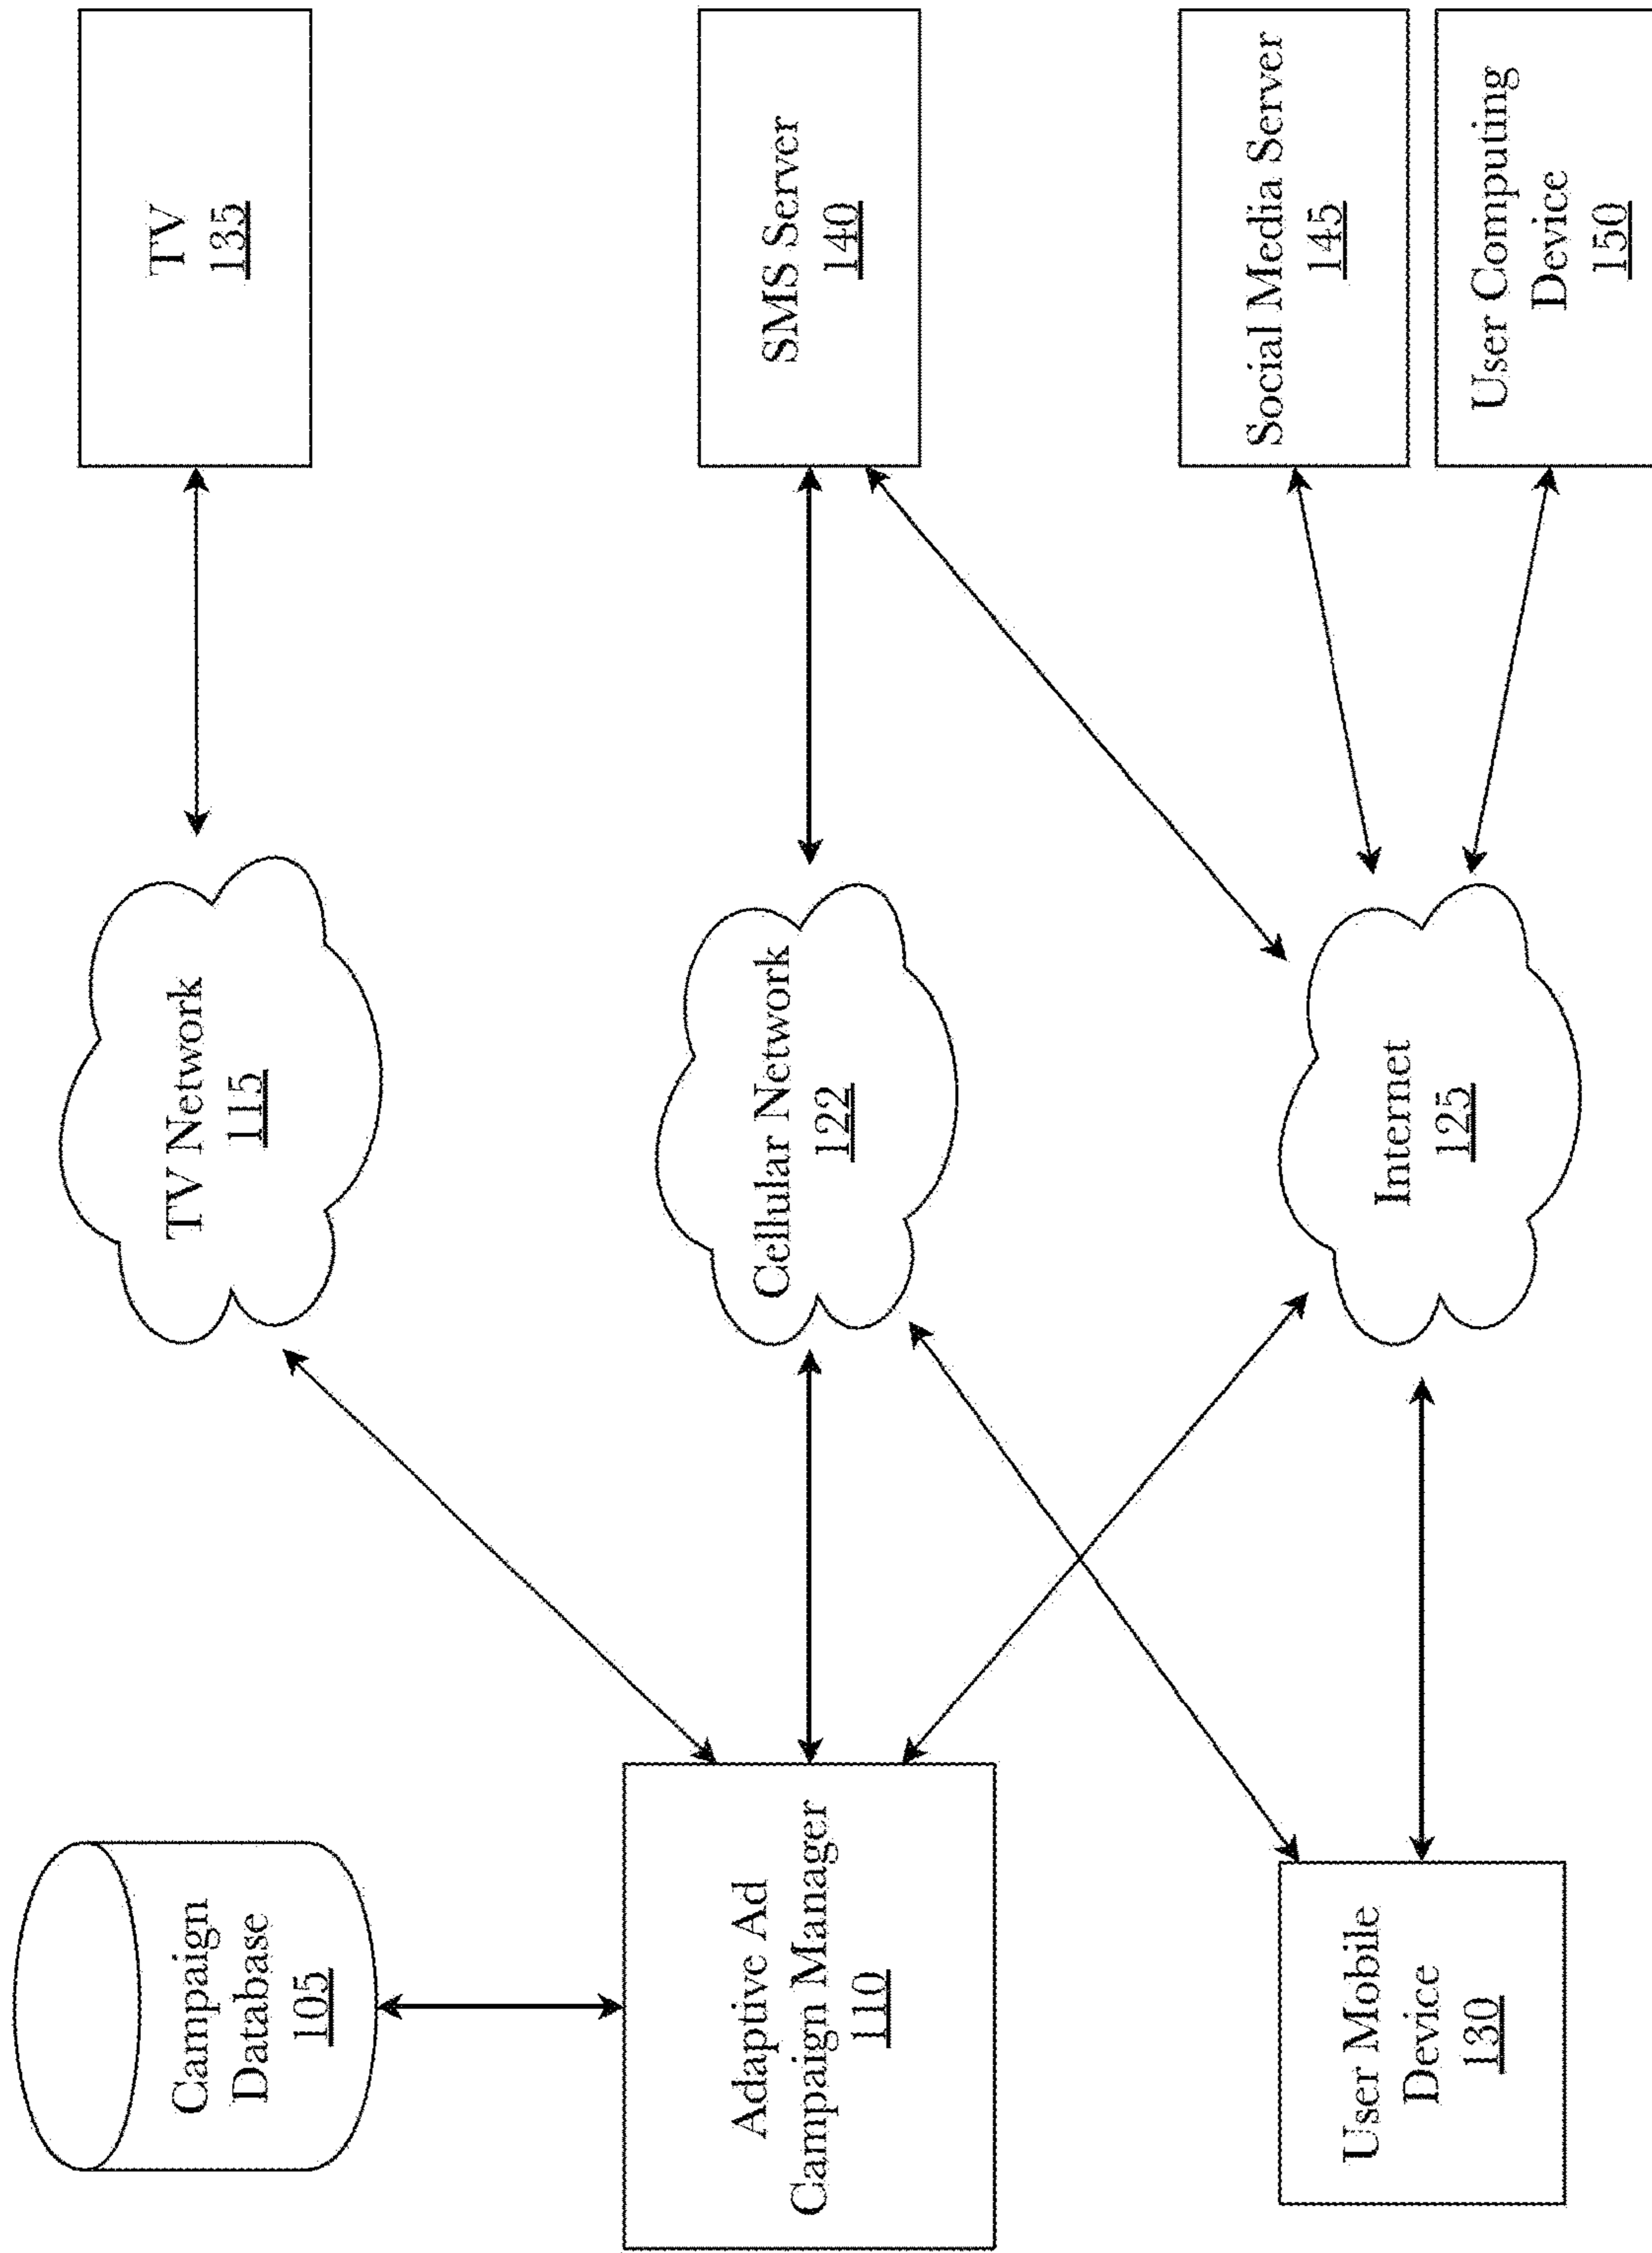 Campaign
Database
105
TV Network
115
TV
135
Adaptive Ad
Campaign Manager
110
Cellular Network
122
SMS Server
140
User Mobile
Device
130
Internet
125
Social Media Server
145
User Computing
Device
150